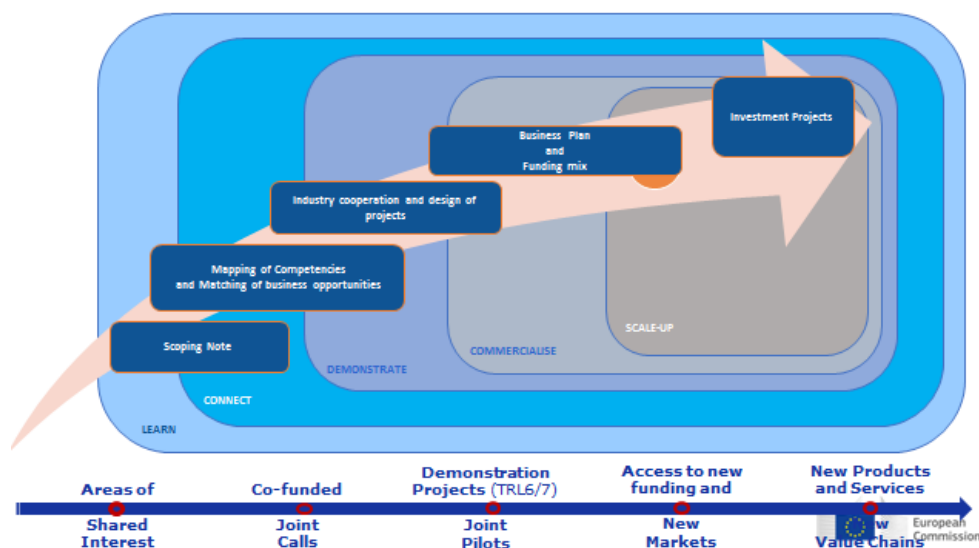 Investment Projects
Business Plan
and
Funding mix
Industry cooperation and design of
projects
Mapping of Competencies
and Matching of business opportunities
Scoping Note
SCALE-UP
COMMERCIALISE
DEMONSTRATE
CONNECT
LEARN
Areas of
Shared
Interest
Co-funded
Joint
Calls
Demonstration
Projects (TRL6/7)
Joint
Pilots
Access to new
funding and
New
Markets
New Products
and Services
Value Chains
European
Commission